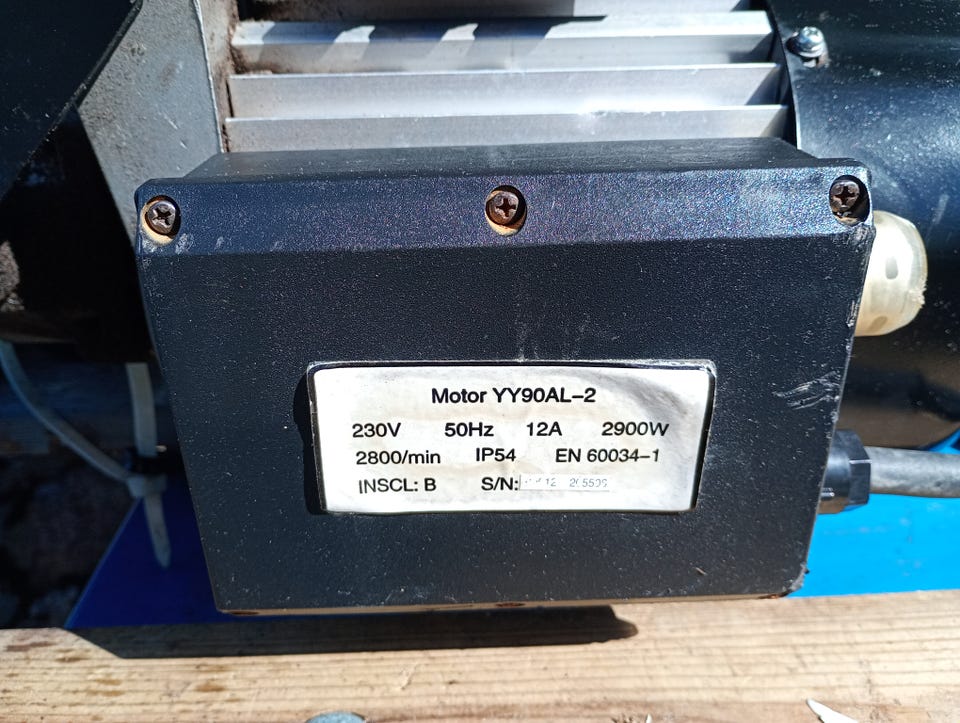 Motor YY90AL-2
230V 50Hz 12A 2900W
2800/min IP54 EN 60034-1
INSCL: B S/N: